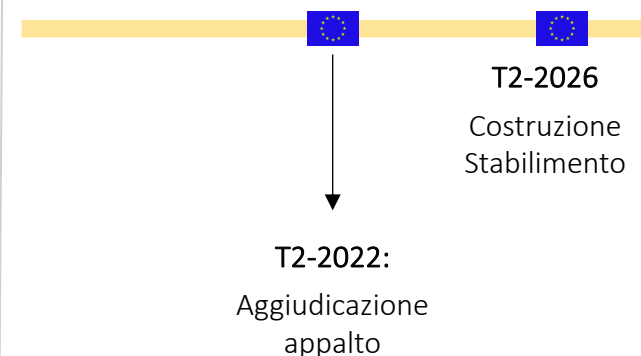 T2-2026
Costruzione
Stabilimento
T2-2022:
Aggiudicazione
appalto